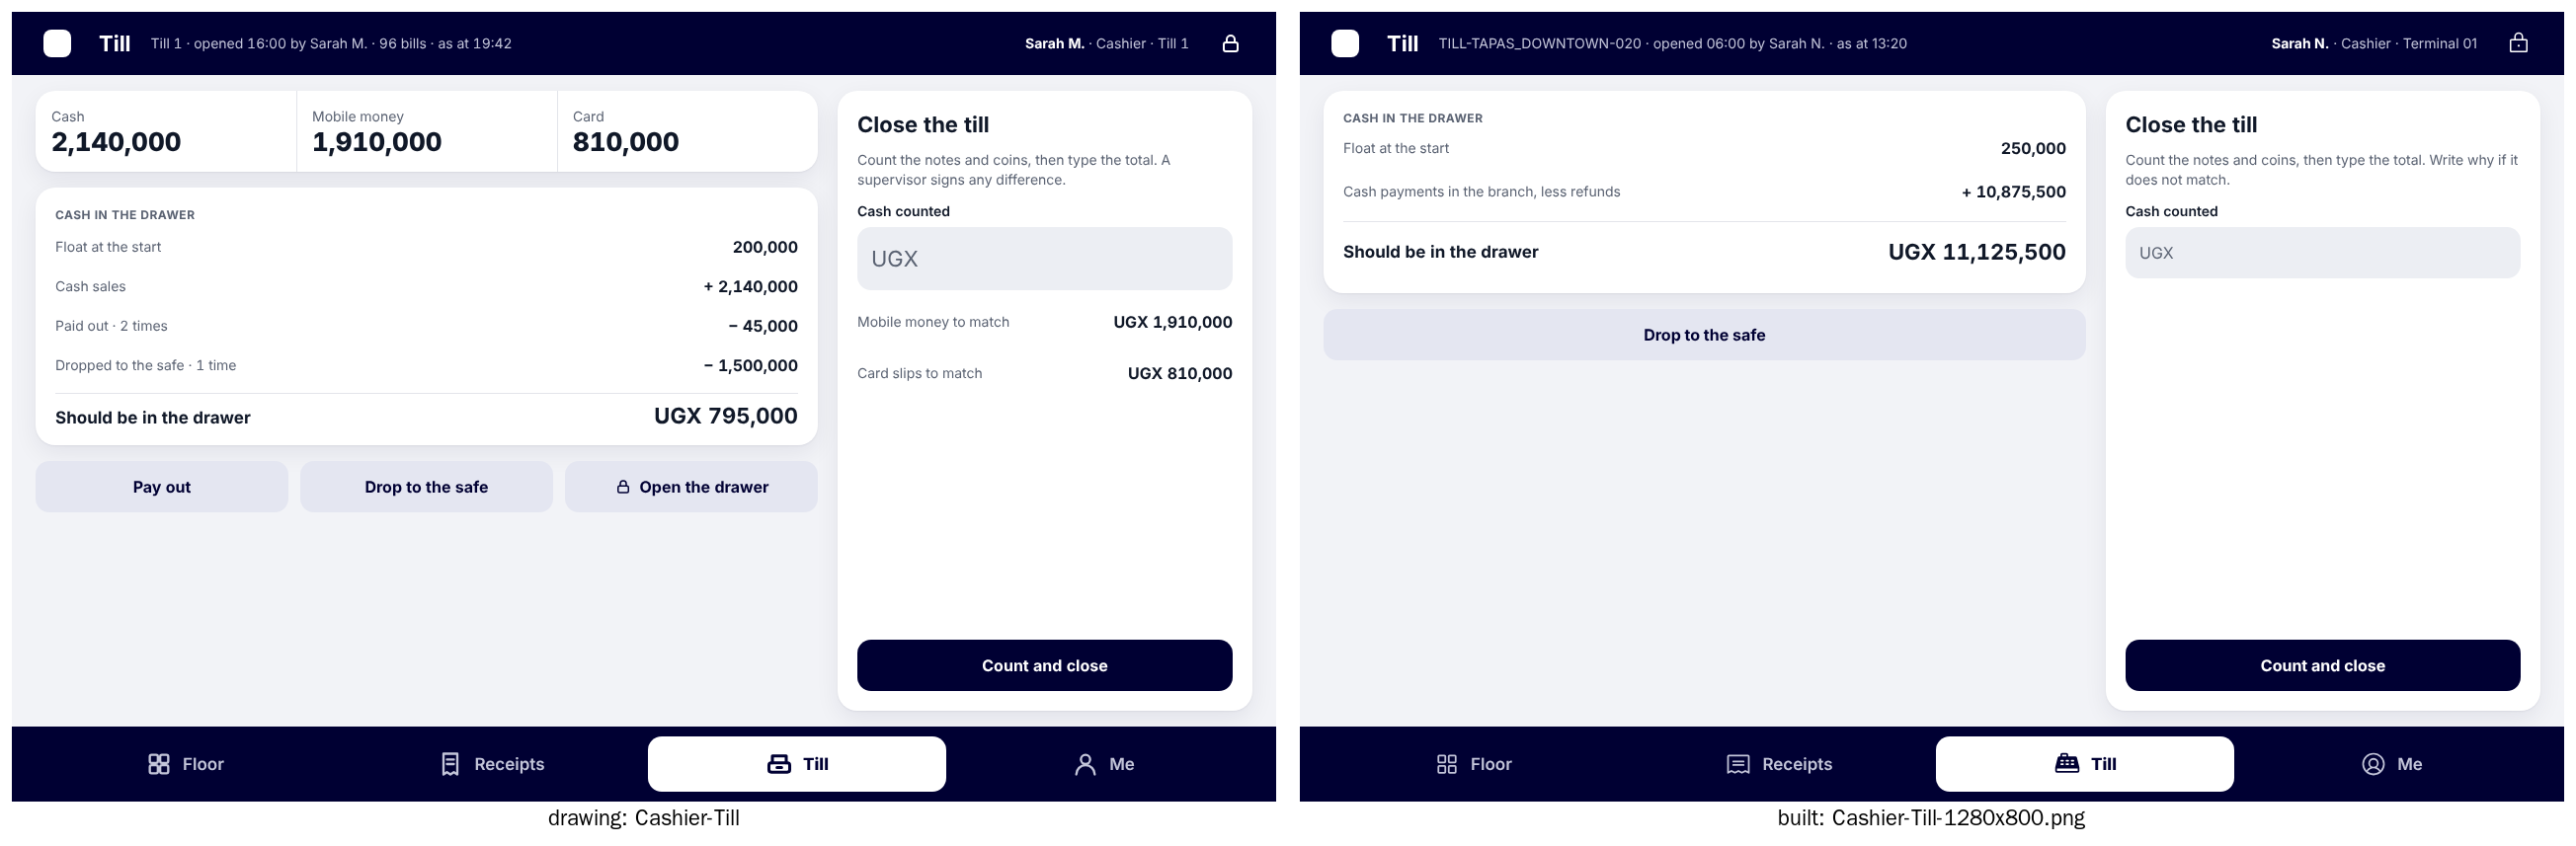 Till
Till 1 · opened 16:00 by Sarah M. · 96 bills · as at 19:42
Sarah M. · Cashier · Till 1
Cash
2,140,000
Mobile money
1,910,000
Card
810,000
CASH IN THE DRAWER
Float at the start
200,000
Cash sales
+ 2,140,000
Paid out · 2 times
− 45,000
Dropped to the safe · 1 time
− 1,500,000
Should be in the drawer
UGX 795,000
Pay out
Drop to the safe
Open the drawer
Close the till
Count the notes and coins, then type the total. A
supervisor signs any difference.
Cash counted
UGX
Mobile money to match
UGX 1,910,000
Card slips to match
UGX 810,000
Count and close
Floor
Receipts
Till
Me
drawing: Cashier-Till
Till
TILL-TAPAS_DOWNTOWN-020 · opened 06:00 by Sarah N. · as at 13:20
Sarah N. · Cashier · Terminal 01
CASH IN THE DRAWER
Float at the start
250,000
Cash payments in the branch, less refunds
+ 10,875,500
Should be in the drawer
UGX 11,125,500
Drop to the safe
Close the till
Count the notes and coins, then type the total. Write why if it
does not match.
Cash counted
UGX
Count and close
Floor
Receipts
Till
Me
built: Cashier-Till-1280x800.png